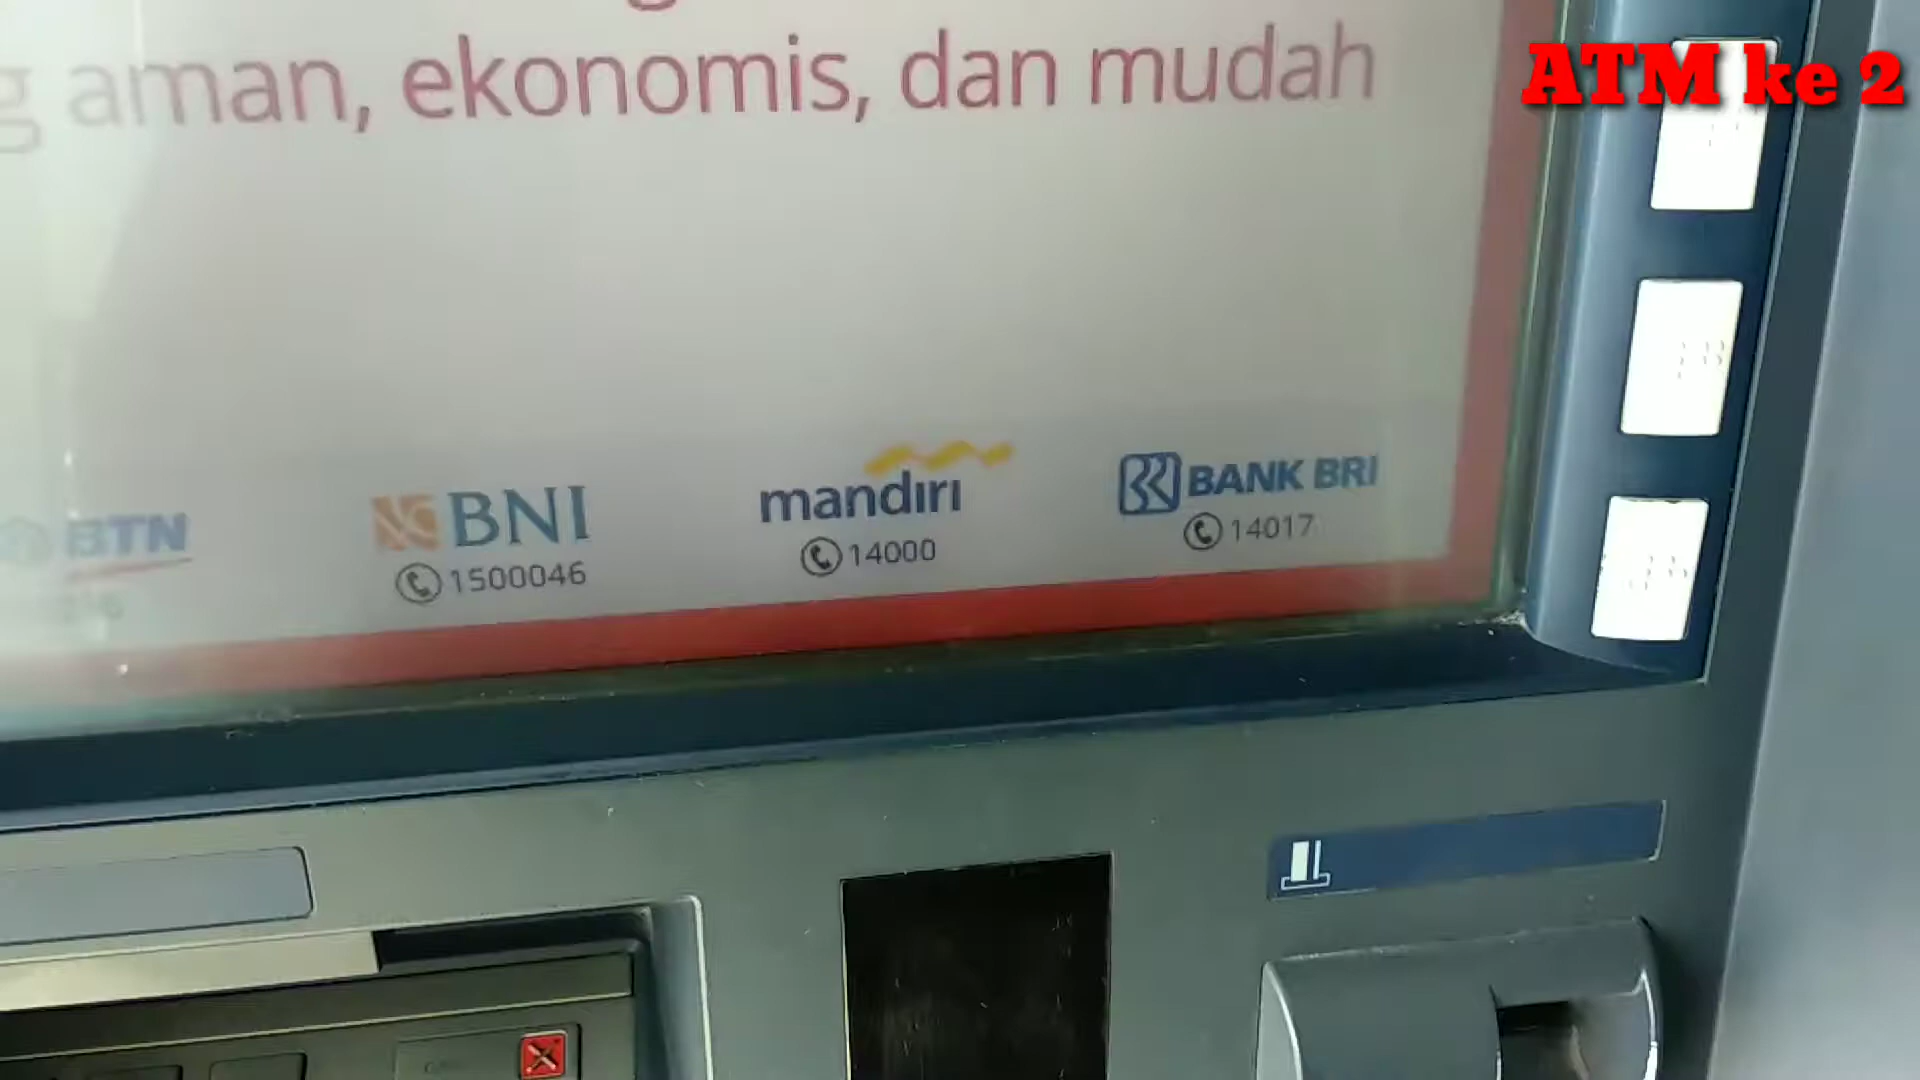 ATM ke 2
g aman, ekonomis, dan mudah
BTN
BNI
1500046
mandiri
14000
BANK BRI
14017